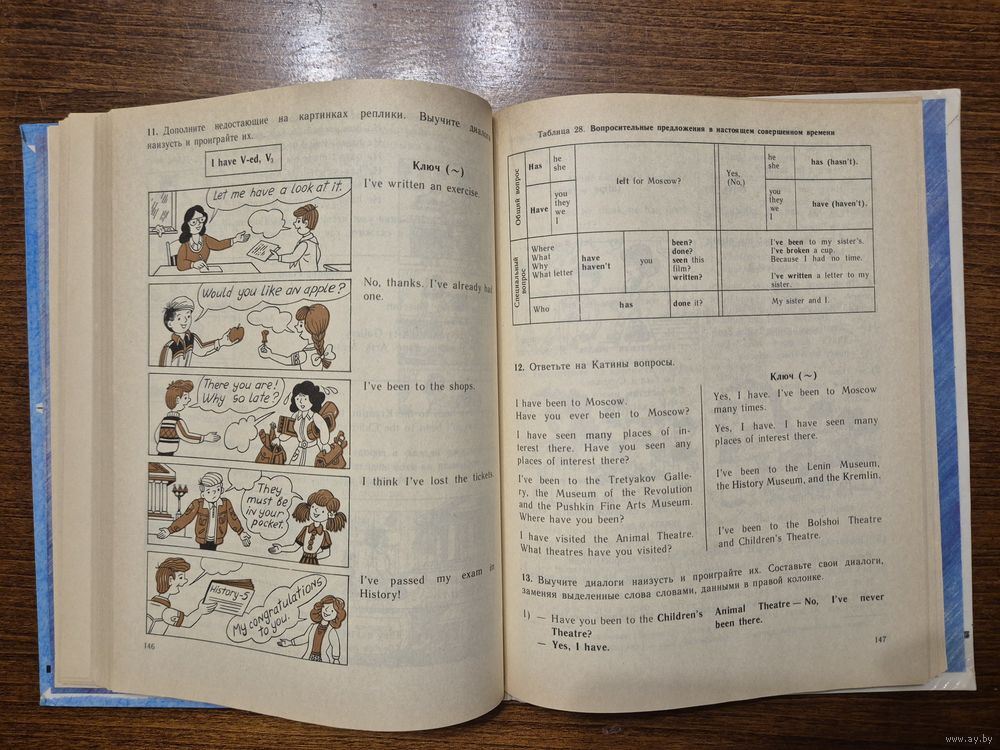 11. Дополните недостающие на картинках реплики. Выучите диалоги
наизусть и проиграйте их.
I have V-ed, V₃
Ключ (~)
Let me have a look at it.
I've written an exercise.
Would you like an apple?
No, thanks. I've already had
one.
There you are!
Why so late?
I've been to the shops.
They
must be
in your
pocket.
I think I've lost the tickets.
History-5
My congratulations
to you.
I've passed my exam in
History!
146
Таблица 28. Вопросительные предложения в настоящем совершенном времени
Общий вопрос
Has
he
she
left for Moscow?
Yes,
(No,)
he
she
has (hasn't).
Have
you
they
we
I
you
they
we
I
have (haven't).
Специальный
вопрос
Where
What
Why
What letter
have
haven't
you
been?
done?
seen this
film?
written?
I've been to my sister's.
I've broken a cup.
Because I had no time.
I've written a letter to my
sister.
Who
has
done it?
My sister and I.
12. Ответьте на Катины вопросы.
Ключ (~)
I have been to Moscow.
Have you ever been to Moscow?
Yes, I have. I've been to Moscow
many times.
I have seen many places of in-
terest there. Have you seen any
places of interest there?
Yes, I have. I have seen many
places of interest there.
I've been to the Tretyakov Galle-
ry, the Museum of the Revolution
and the Pushkin Fine Arts Museum.
Where have you been?
I've been to the Lenin Museum,
the History Museum, and the Kremlin.
I have visited the Animal Theatre.
What theatres have you visited?
I've been to the Bolshoi Theatre
and Children's Theatre.
13. Выучите диалоги наизусть и проиграйте их. Составьте свои диалоги,
заменяя выделенные слова словами, данными в правой колонке.
1) — Have you been to the Children's
Theatre?
— Yes, I have.
Animal Theatre — No, I've never
been there.
147
www.ay.by